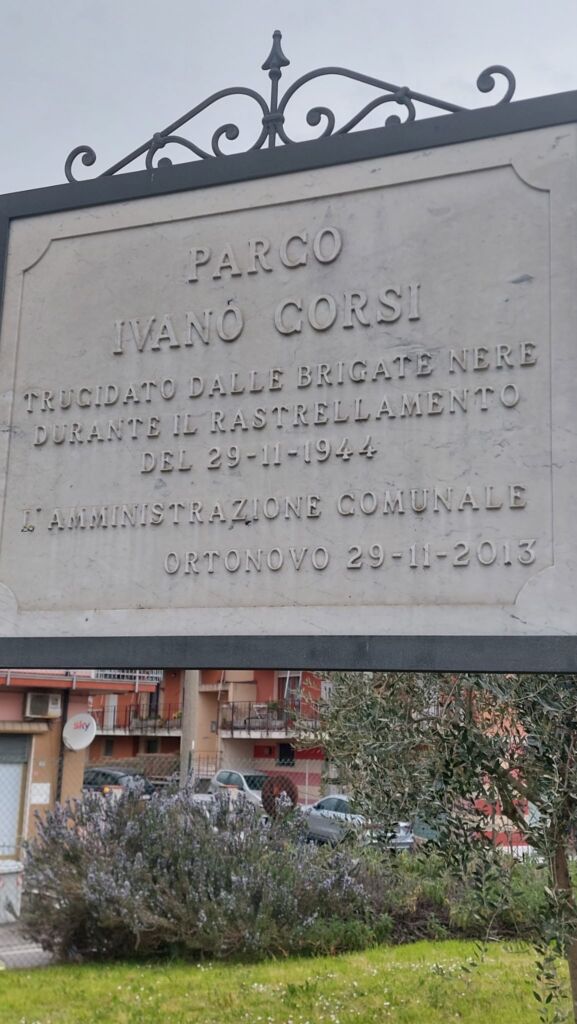 PARCO
IVANO CORSI
TRUCIDATO DALLE BRIGATE NERE
DURANTE IL RASTRELLAMENTO
DEL 29-11-1944
L'AMMINISTRAZIONE COMUNALE
ORTONOVO 29-11-2013
sky